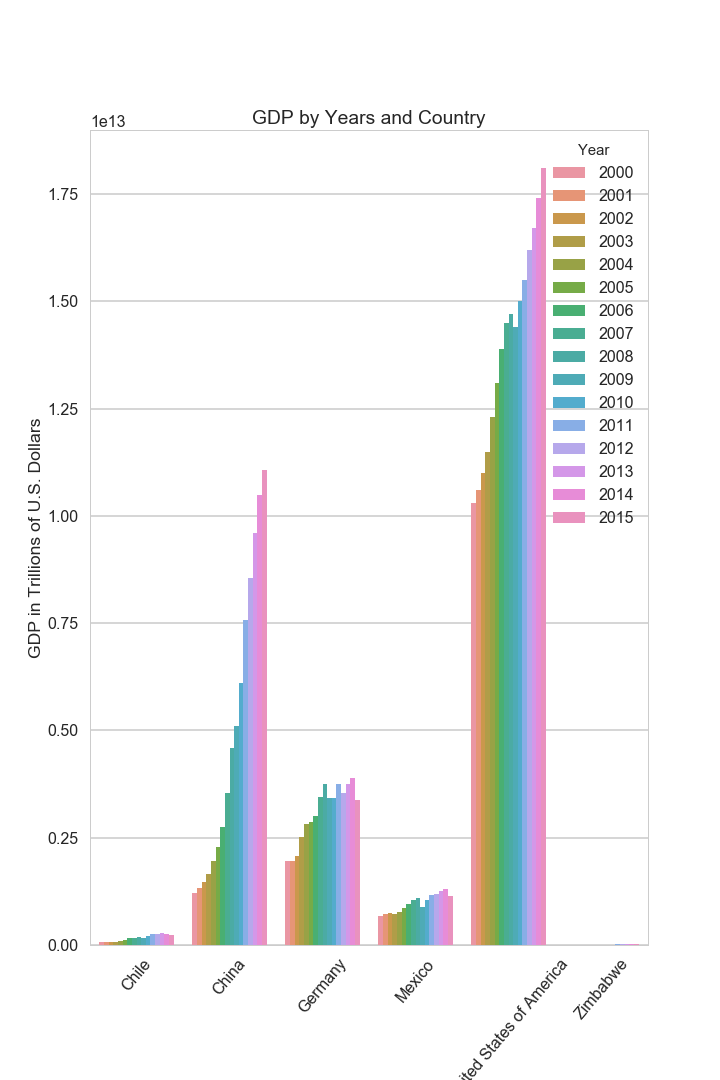 GDP by Years and Country
1e13
GDP in Trillions of U.S. Dollars
1.75
1.50
1.25
1.00
0.75
0.50
0.25
0.00
Year
2000
2001
2002
2003
2004
2005
2006
2007
2008
2009
2010
2011
2012
2013
2014
2015
Chile
China
Germany
Mexico
ited States of America
Zimbabwe